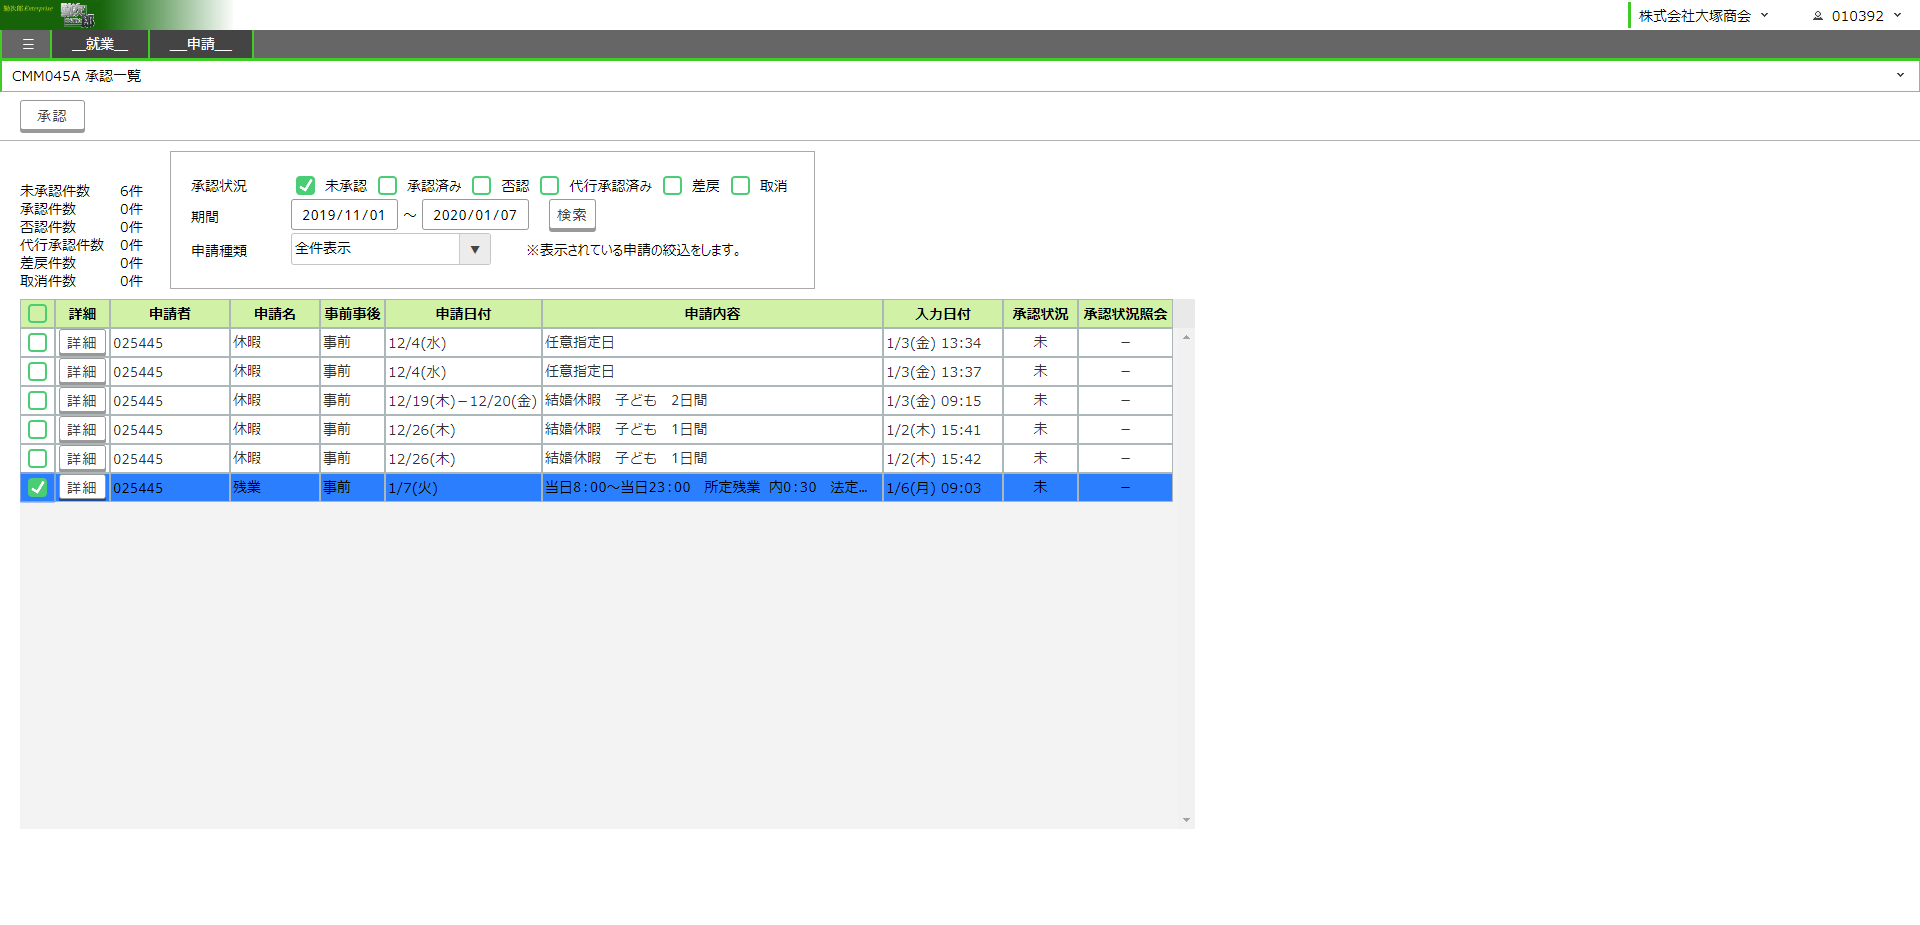 勤次郎 Enterprise
株式会社大塚商会
010392
☰ __就業__ __申請__
CMM045A 承認一覧
承認
未承認件数 6件
承認件数 0件
否認件数 0件
代行承認件数 0件
差戻件数 0件
取消件数 0件
承認状況 未承認 承認済み 否認 代行承認済み 差戻 取消
期間 2019/11/01 ～ 2020/01/07 検索
申請種類 全件表示 ▼ ※表示されている申請の絞込をします。
詳細 申請者 申請名 事前事後 申請日付 申請内容 入力日付 承認状況 承認状況照会
詳細 025445 休暇 事前 12/4(水) 任意指定日 1/3(金) 13:34 未 －
詳細 025445 休暇 事前 12/4(水) 任意指定日 1/3(金) 13:37 未 －
詳細 025445 休暇 事前 12/19(木)－12/20(金) 結婚休暇　子ども　2日間 1/3(金) 09:15 未 －
詳細 025445 休暇 事前 12/26(木) 結婚休暇　子ども　1日間 1/2(木) 15:41 未 －
詳細 025445 休暇 事前 12/26(木) 結婚休暇　子ども　1日間 1/2(木) 15:42 未 －
詳細 025445 残業 事前 1/7(火) 当日8:00～当日23:00　所定残業 内0:30　法定... 1/6(月) 09:03 未 －